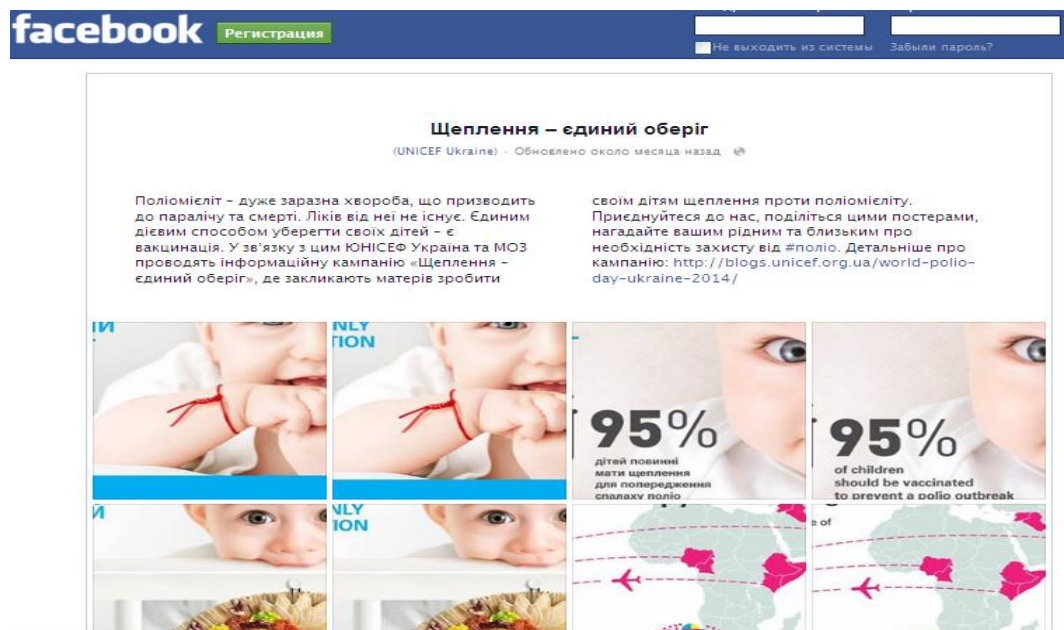 facebook
Регистрация
Не выходить из системы
Забыли пароль?
Щеплення – єдиний оберіг
(UNICEF Ukraine) - Обновлено около месяца назад
Поліомієліт – дуже заразна хвороба, що призводить
до паралічу та смерті. Ліків від неї не існує. Єдиним
дієвим способом уберегти своїх дітей – є
вакцинація. У зв'язку з цим ЮНІСЕФ Україна та МОЗ
проводять інформаційну кампанію «Щеплення –
єдиний оберіг», де закликають матерів зробити
своїм дітям щеплення проти поліомієліту.
Приєднуйтеся до нас, поділіться цими постерами,
нагадайте вашим рідним та близьким про
необхідність захисту від #поліо. Детальніше про
кампанію: http://blogs.unicef.org.ua/world-polio-
day-ukraine-2014/
NLY
TION
95%
дітей повинні
мати щеплення
для попередження
спалаху поліо
95%
of children
should be vaccinated
to prevent a polio outbreak
NLY
TION
e of